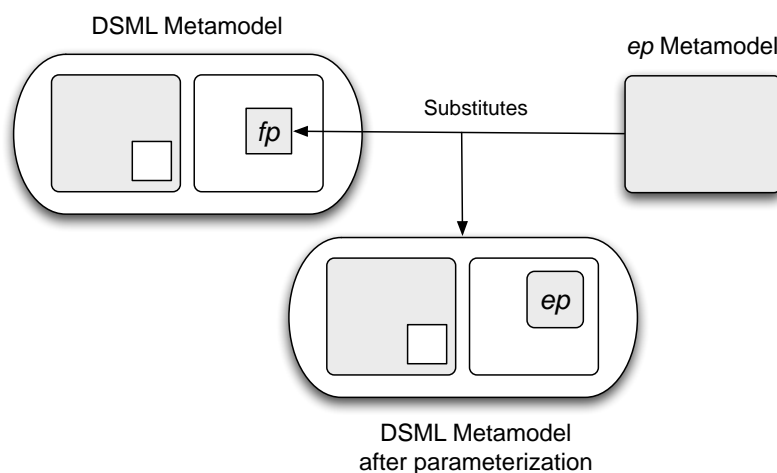 DSML Metamodel
ep Metamodel
Substitutes
fp
ep
DSML Metamodel
after parameterization